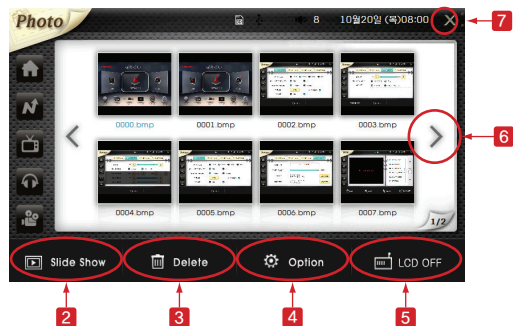 Photo
8 10월20일 (목)08:00
7
0000.bmp 0001.bmp 0002.bmp 0003.bmp
6
0004.bmp 0005.bmp 0006.bmp 0007.bmp
1/2
Slide Show Delete Option LCD OFF
2 3 4 5